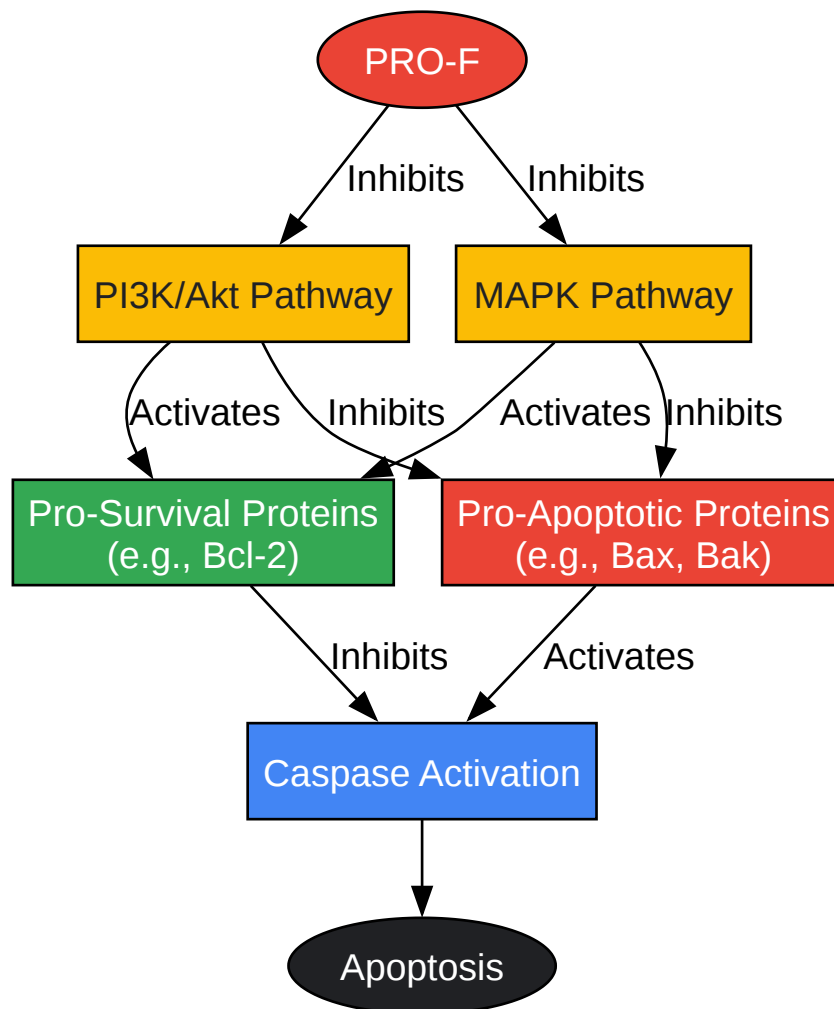 PRO-F
Inhibits
Inhibits
PI3K/Akt Pathway
MAPK Pathway
Activates
Inhibits
Activates
Inhibits
Pro-Survival Proteins
(e.g., Bcl-2)
Pro-Apoptotic Proteins
(e.g., Bax, Bak)
Inhibits
Activates
Caspase Activation
Apoptosis